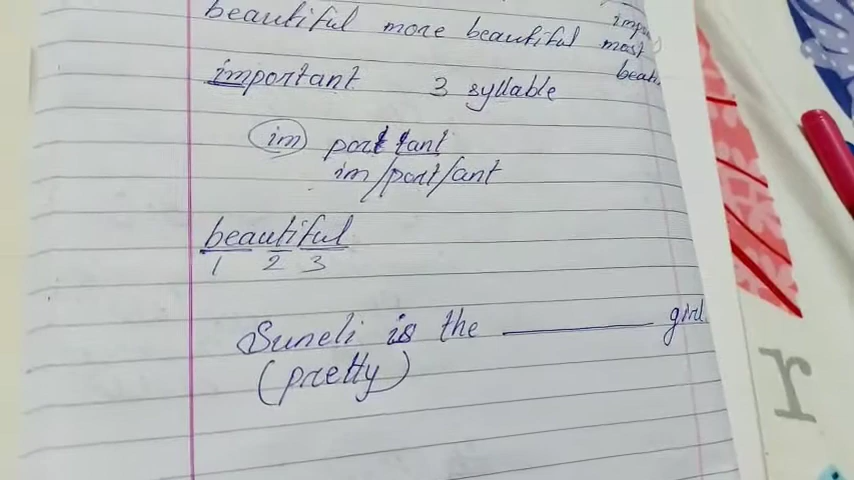 beautiful more beautiful most
important 3 syllable
im port tant
im/port/ant
beautiful
1 2 3
Suneli is the __________ girl
(pretty)
r